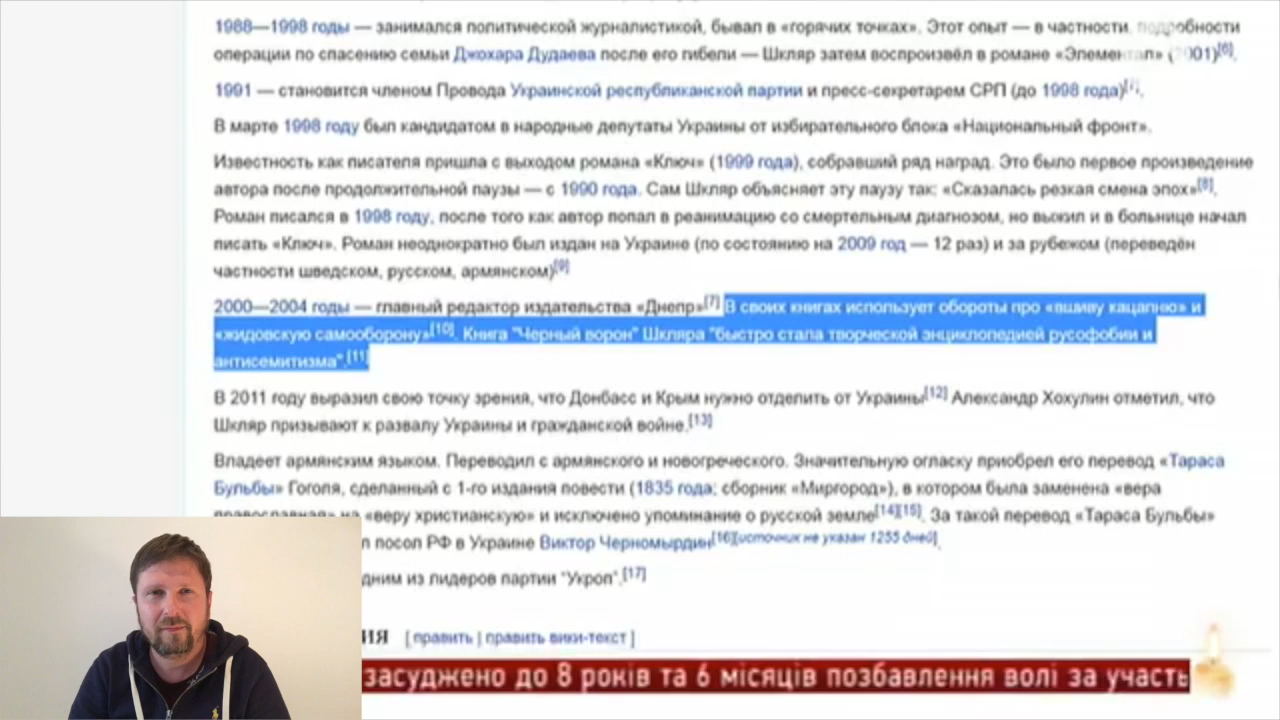 1988—1998 годы — занимался политической журналистикой, бывал в «горячих точках». Этот опыт — в частности, подробности
операции по спасению семьи Джохара Дудаева после его гибели — Шкляр затем воспроизвёл в романе «Элементал» (2001)[6].
1991 — становится членом Провода Украинской республиканской партии и пресс-секретарем СРП (до 1998 года)[7].
В марте 1998 году был кандидатом в народные депутаты Украины от избирательного блока «Национальный фронт».
Известность как писателя пришла с выходом романа «Ключ» (1999 года), собравший ряд наград. Это было первое произведение
автора после продолжительной паузы — с 1990 года. Сам Шкляр объясняет эту паузу так: «Сказалась резкая смена эпох»[8].
Роман писался в 1998 году, после того как автор попал в реанимацию со смертельным диагнозом, но выжил и в больнице начал
писать «Ключ». Роман неоднократно был издан на Украине (по состоянию на 2009 год — 12 раз) и за рубежом (переведён
частности шведском, русском, армянском)[9]
2000—2004 годы — главный редактор издательства «Днепр»[7] В своих книгах использует обороты про «вшиву кацапню» и
«жидовскую самооборону»[10]. Книга "Черный ворон" Шкляра "быстро стала творческой энциклопедией русофобии и
антисемитизма".[11]
В 2011 году выразил свою точку зрения, что Донбасс и Крым нужно отделить от Украины[12] Александр Хохулин отметил, что
Шкляр призывают к развалу Украины и гражданской войне.[13]
Владеет армянским языком. Переводил с армянского и новогреческого. Значительную огласку приобрел его перевод «Тараса
Бульбы» Гоголя, сделанный с 1-го издания повести (1835 года; сборник «Миргород»), в котором была заменена «вера
православная» на «веру христианскую» и исключено упоминание о русской земле[14][15]. За такой перевод «Тараса Бульбы»
л посол РФ в Украине Виктор Черномырдин[16][источник не указан 1255 дней].
дним из лидеров партии "Укроп".[17]
ия [ править | править вики-текст ]
засуджено до 8 років та 6 місяців позбавлення волі за участь